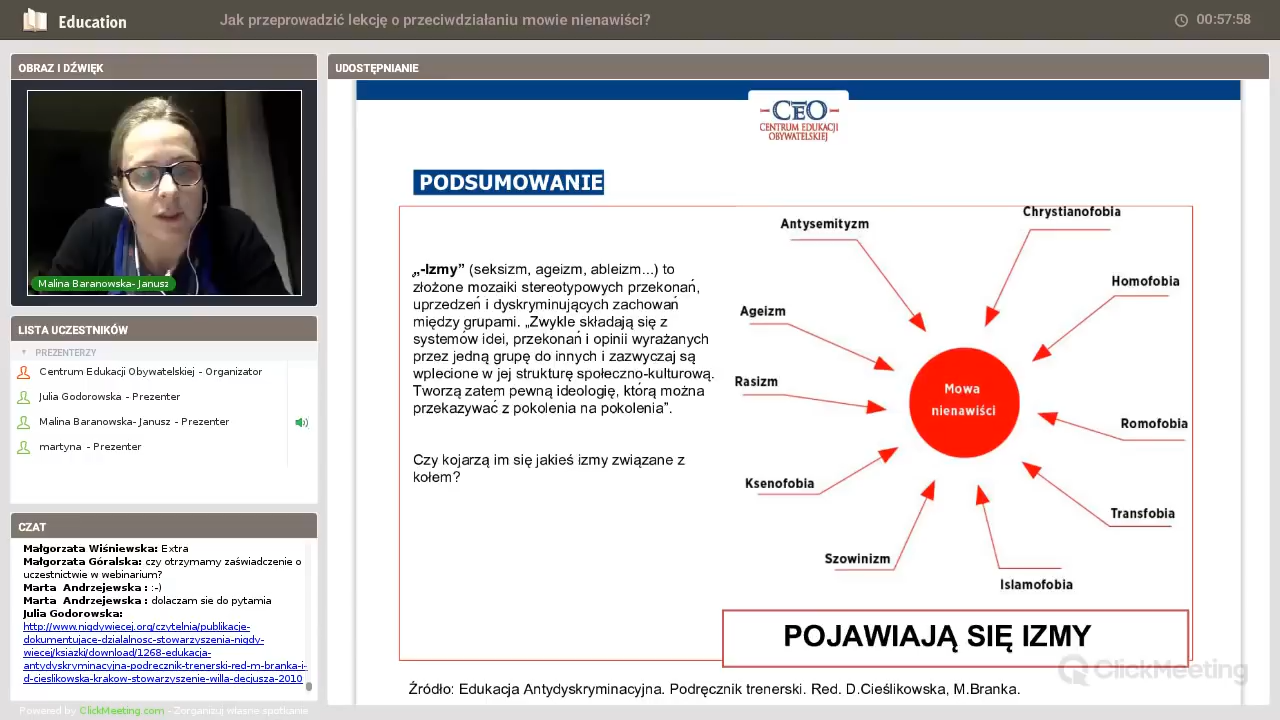 Education
Jak przeprowadzić lekcję o przeciwdziałaniu mowie nienawiści?
00:57:58
OBRAZ I DŹWIĘK
Malina Baranowska- Janusz
LISTA UCZESTNIKÓW
PREZENTERZY
Centrum Edukacji Obywatelskiej - Organizator
Julia Godorowska - Prezenter
Malina Baranowska- Janusz - Prezenter
martyna - Prezenter
CZAT
Małgorzata Wiśniewska: Extra
Małgorzata Góralska: czy otrzymamy zaświadczenie o
uczestnictwie w webinarium?
Marta Andrzejewska : :-)
Marta Andrzejewska : dolaczam sie do pytamia
Julia Godorowska:
http://www.nigdywiecej.org/czytelnia/publikacje-
dokumentujace-dzialalnosc-stowarzyszenia-nigdy-
wiecej/ksiazki/download/1268-edukacja-
antydyskryminacyjna-podrecznik-trenerski-red-m-branka-i-
d-cieslikowska-krakow-stowarzyszenie-willa-decjusza-2010
Powered by ClickMeeting.com - Zorganizuj własne spotkanie
UDOSTĘPNIANIE
CEO
CENTRUM EDUKACJI
OBYWATELSKIEJ
PODSUMOWANIE
„-Izmy” (seksizm, ageizm, ableizm...) to
złożone mozaiki stereotypowych przekonań,
uprzedzeń i dyskryminujących zachowań
między grupami. „Zwykle składają się z
systemów idei, przekonań i opinii wyrażanych
przez jedną grupę do innych i zazwyczaj są
wplecione w jej strukturę społeczno-kulturową.
Tworzą zatem pewną ideologię, którą można
przekazywać z pokolenia na pokolenia”.
Czy kojarzą im się jakieś izmy związane z
kołem?
Antysemityzm
Chrystianofobia
Homofobia
Ageizm
Rasizm
Mowa
nienawiści
Romofobia
Ksenofobia
Transfobia
Szowinizm
Islamofobia
POJAWIAJĄ SIĘ IZMY
ClickMeeting
Źródło: Edukacja Antydyskryminacyjna. Podręcznik trenerski. Red. D.Cieślikowska, M.Branka.